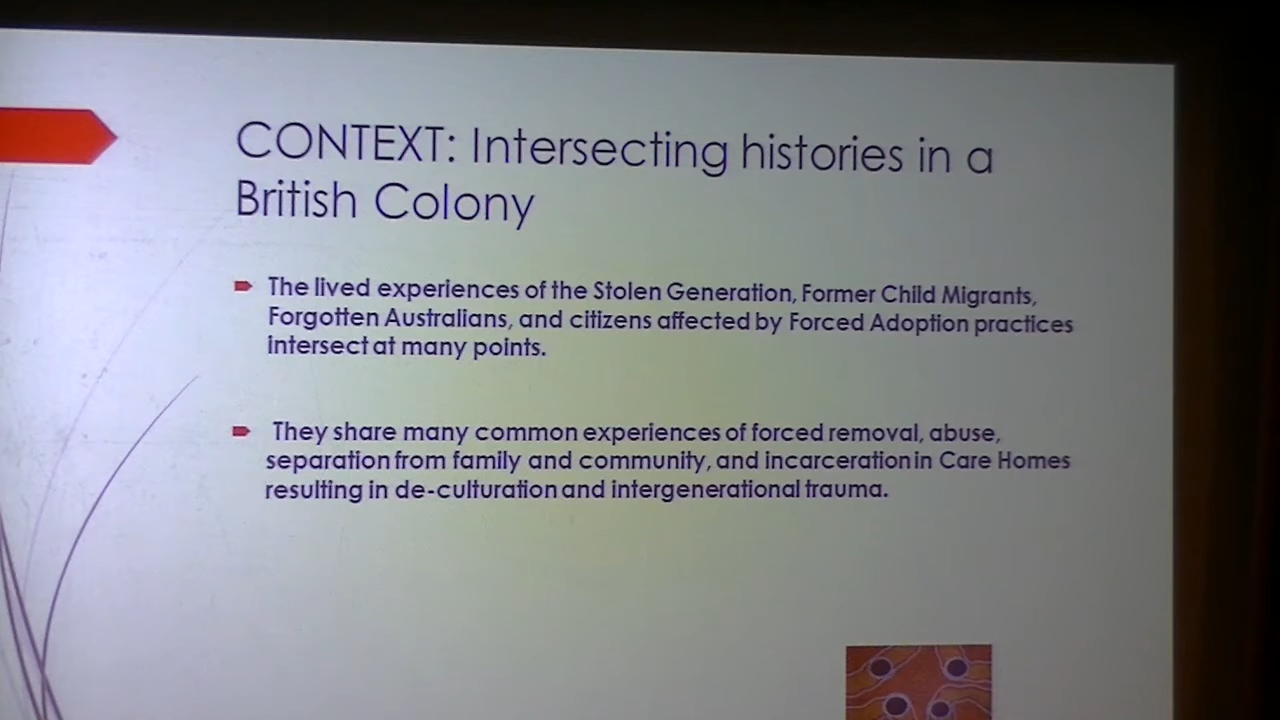 CONTEXT: Intersecting histories in a
British Colony
The lived experiences of the Stolen Generation, Former Child Migrants,
Forgotten Australians, and citizens affected by Forced Adoption practices
intersect at many points.
They share many common experiences of forced removal, abuse,
separation from family and community, and incarceration in Care Homes
resulting in de-culturation and intergenerational trauma.